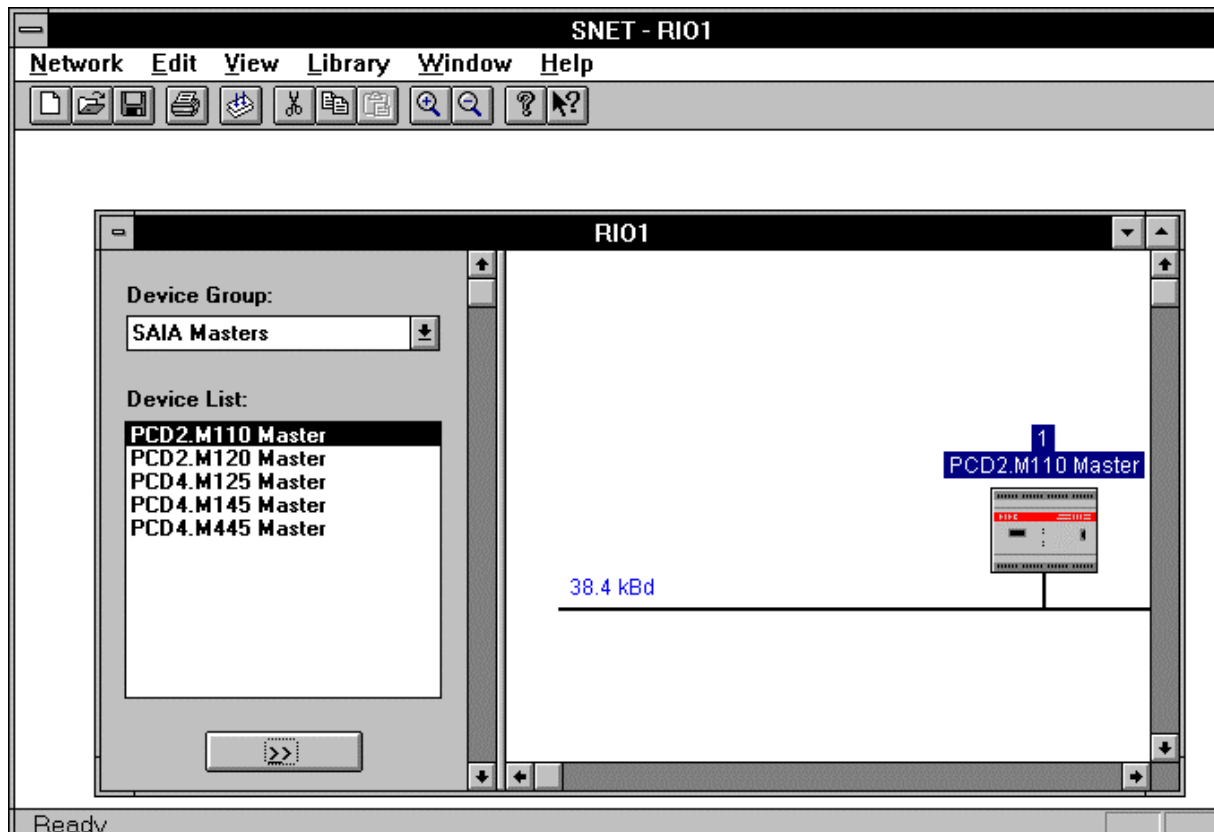 SNET - RIO1
Network Edit View Library Window Help
RIO1
Device Group:
SAIA Masters
Device List:
PCD2.M110 Master
PCD2.M120 Master
PCD4.M125 Master
PCD4.M145 Master
PCD4.M445 Master
>>
1
PCD2.M110 Master
38.4 kBd
Ready